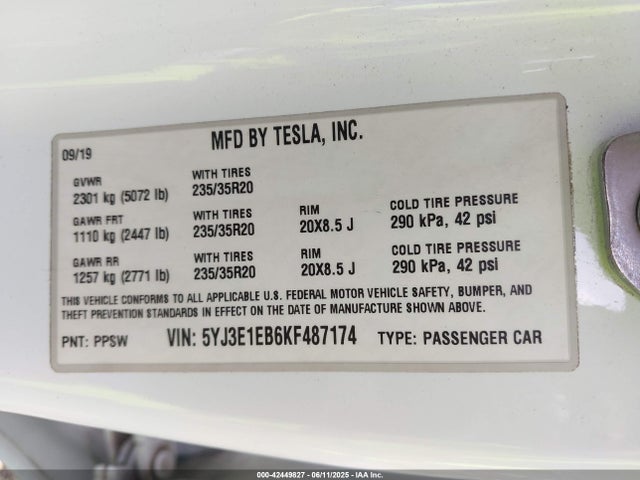 MFD BY TESLA, INC.
09/19
GVWR
2301 kg (5072 lb)
WITH TIRES
235/35R20
GAWR FRT
1110 kg (2447 lb)
WITH TIRES
235/35R20
RIM
20X8.5 J
COLD TIRE PRESSURE
290 kPa, 42 psi
GAWR RR
1257 kg (2771 lb)
WITH TIRES
235/35R20
RIM
20X8.5 J
COLD TIRE PRESSURE
290 kPa, 42 psi
THIS VEHICLE CONFORMS TO ALL APPLICABLE U.S. FEDERAL MOTOR VEHICLE SAFETY, BUMPER, AND
THEFT PREVENTION STANDARDS IN EFFECT ON THE DATE OF MANUFACTURE SHOWN ABOVE.
PNT: PPSW
VIN: 5YJ3E1EB6KF487174
TYPE: PASSENGER CAR
000-42449827 - 06/11/2025 - IAA Inc.